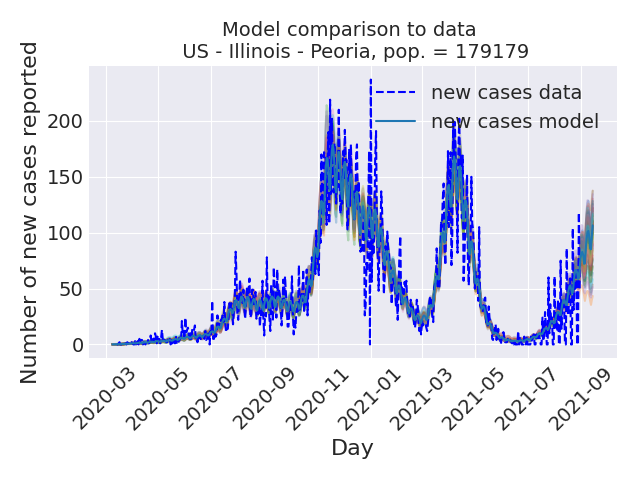 Model comparison to data
US - Illinois - Peoria, pop. = 179179
new cases data
new cases model
Number of new cases reported
200
150
100
50
0
2020-03
2020-05
2020-07
2020-09
2020-11
2021-01
2021-03
2021-05
2021-07
2021-09
Day